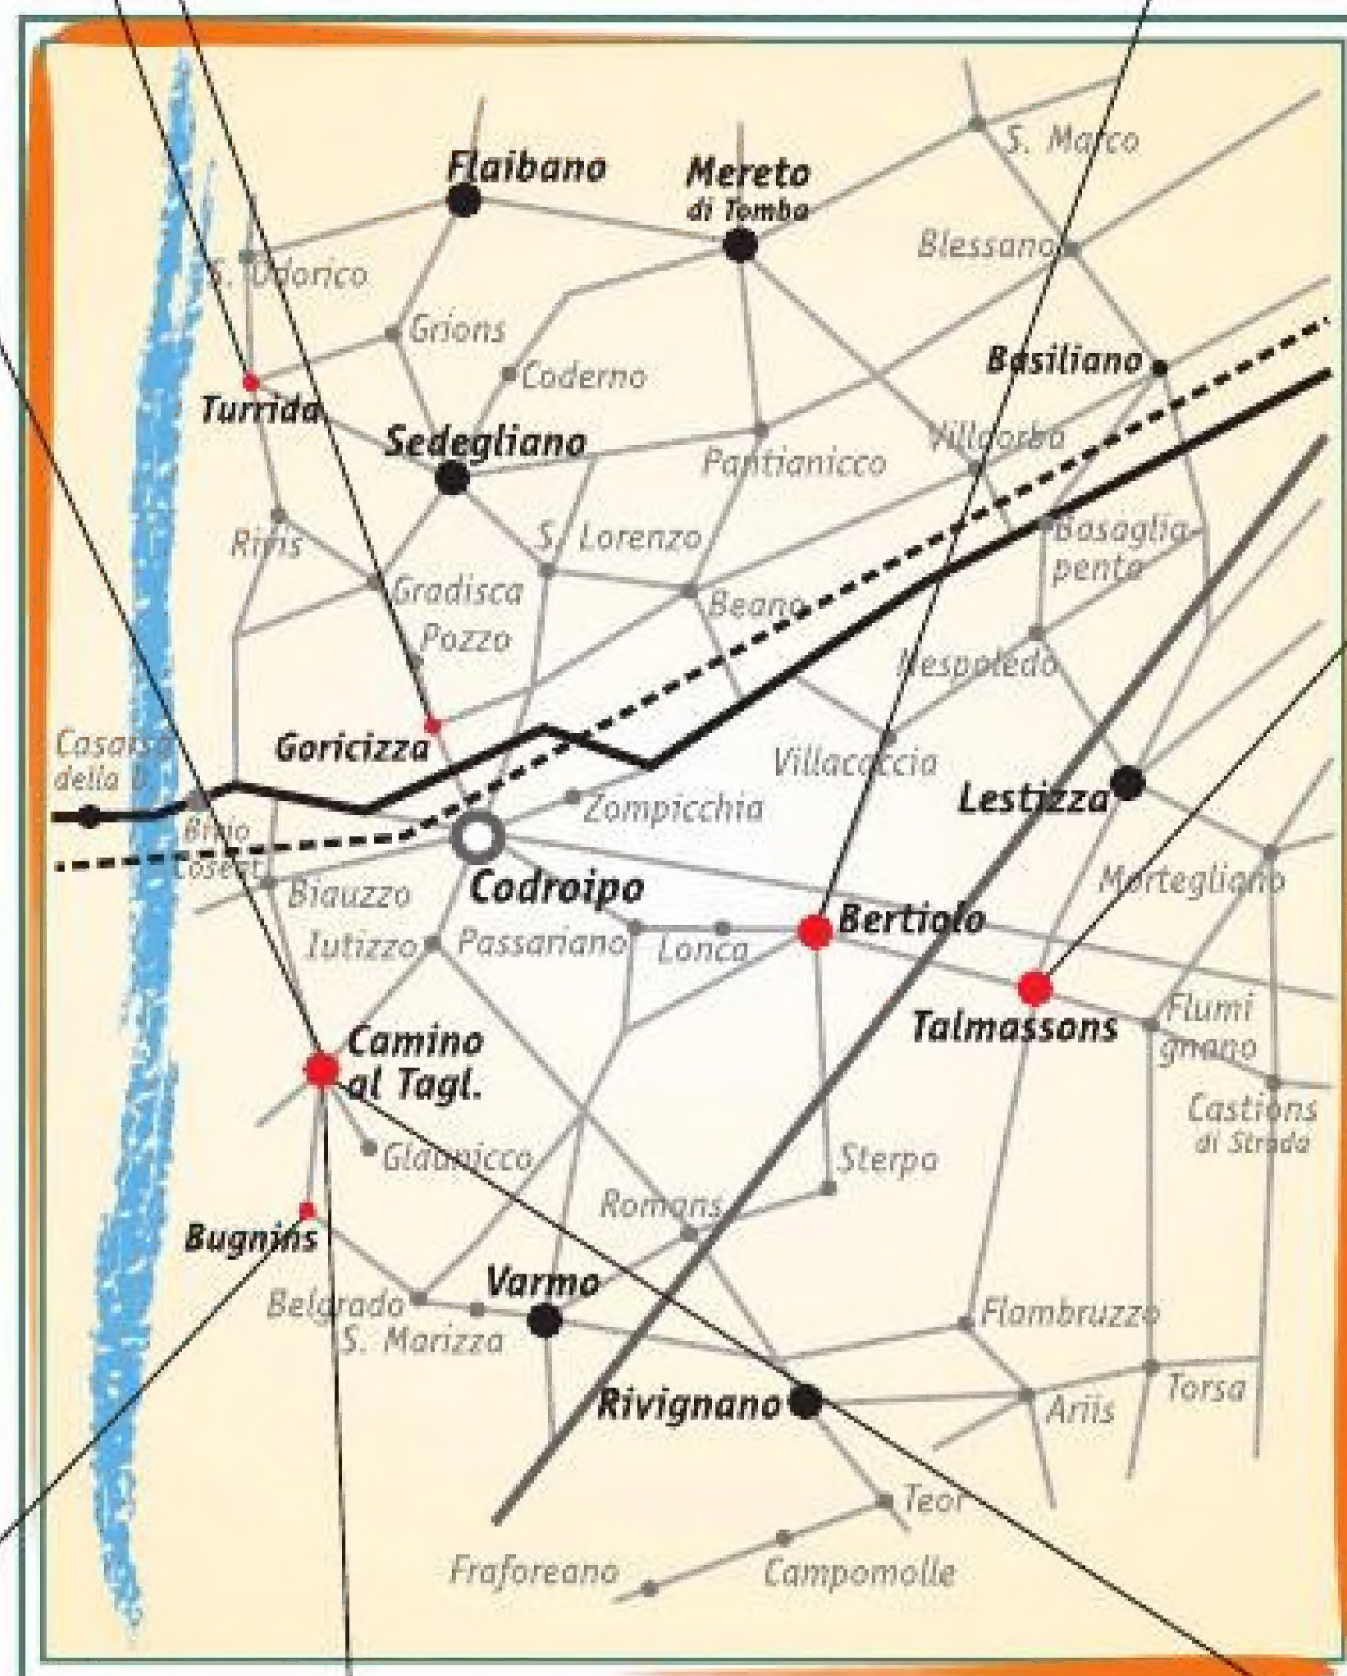 Flaibano
Mereto
di Tomba
S. Marco
Blessano
S. Odorico
Grions
Coderno
Basiliano
Turrida
Sedegliano
Villaorba
Pantianicco
Rivis
S. Lorenzo
Basaglia-
penta
Gradisca
Beano
Pozzo
Nespoledo
Goricizza
Casarsa
della D.
Villacaccia
Lestizza
Zompicchia
Bivio
Coseat
Biauzzo
Codroipo
Mortegliano
Iutizzo
Passariano
Lonca
Bertiolo
Talmassons
Flumi
gnano
Camino
al Tagl.
Castions
di Strada
Glaunicco
Sterpo
Romans
Bugnins
Varmo
Belgrado
S. Marizza
Flambruzzo
Rivignano
Ariis
Torsa
Teor
Fraforeano
Campomolle